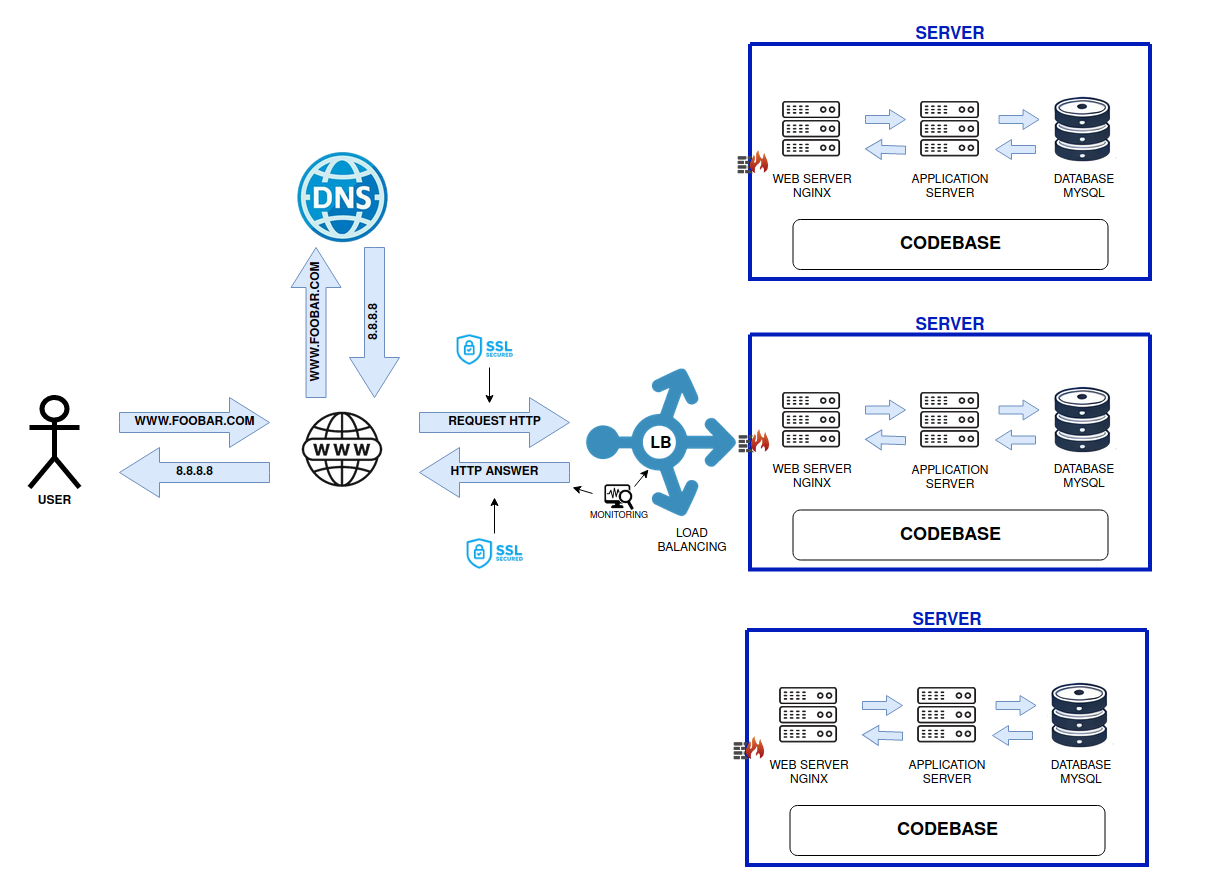 SERVER
WEB SERVER
NGINX
APPLICATION
SERVER
DATABASE
MYSQL
CODEBASE
DNS
WWW.FOOBAR.COM
8.8.8.8
SSL
SECURED
SERVER
WEB SERVER
NGINX
APPLICATION
SERVER
DATABASE
MYSQL
CODEBASE
WWW.FOOBAR.COM
8.8.8.8
USER
WWW
REQUEST HTTP
HTTP ANSWER
LB
MONITORING
LOAD
BALANCING
SSL
SECURED
SERVER
WEB SERVER
NGINX
APPLICATION
SERVER
DATABASE
MYSQL
CODEBASE